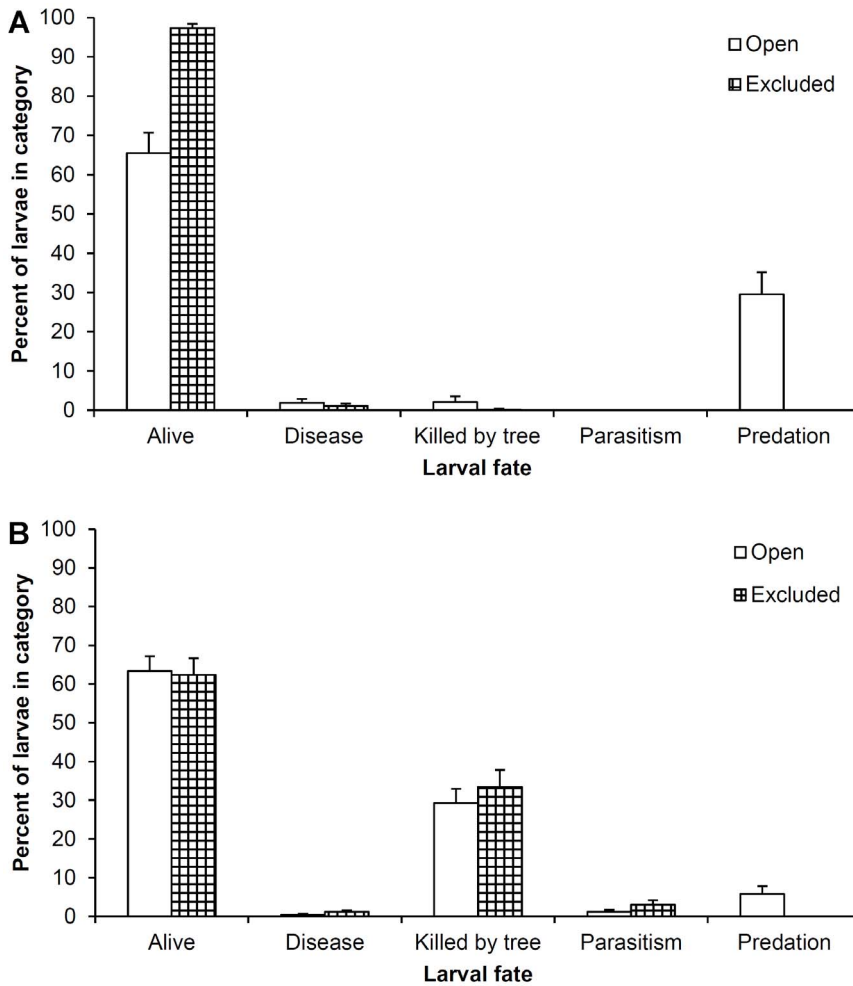 A
Percent of larvae in category
100
90
80
70
60
50
40
30
20
10
0
Open
Excluded
Alive Disease Killed by tree Parasitism Predation
Larval fate
B
Percent of larvae in category
100
90
80
70
60
50
40
30
20
10
0
Open
Excluded
Alive Disease Killed by tree Parasitism Predation
Larval fate